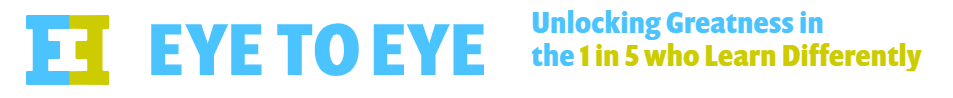 EYE TO EYE
Unlocking Greatness in
the 1 in 5 who Learn Differently